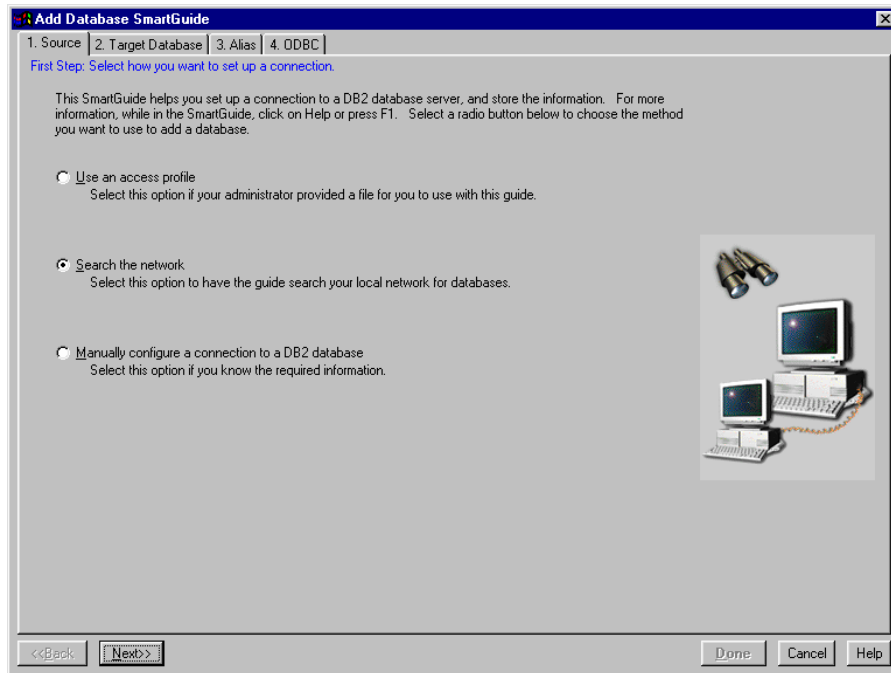 Add Database SmartGuide
1. Source 2. Target Database 3. Alias 4. ODBC
First Step: Select how you want to set up a connection.
This SmartGuide helps you set up a connection to a DB2 database server, and store the information. For more
information, while in the SmartGuide, click on Help or press F1. Select a radio button below to choose the method
you want to use to add a database.
Use an access profile
Select this option if your administrator provided a file for you to use with this guide.
Search the network
Select this option to have the guide search your local network for databases.
Manually configure a connection to a DB2 database
Select this option if you know the required information.
<<Back Next>> Done Cancel Help